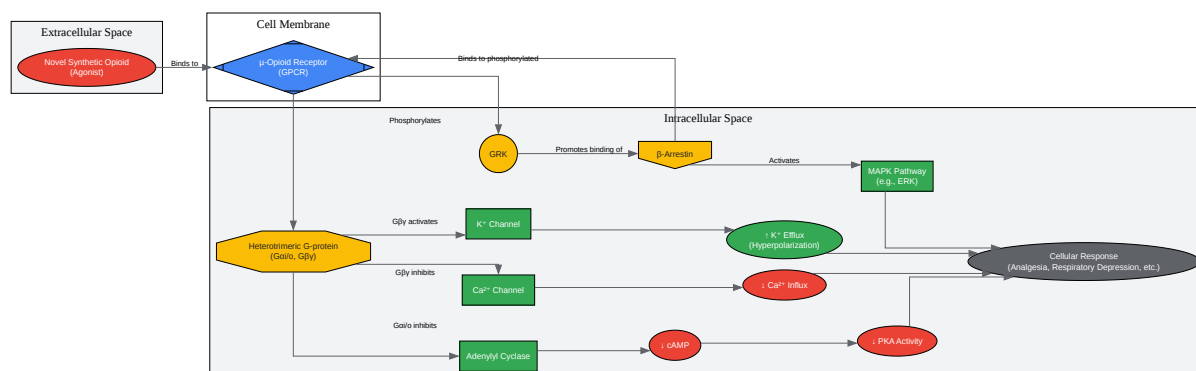 Extracellular Space
Novel Synthetic Opioid
(Agonist)
Binds to
Cell Membrane
μ-Opioid Receptor
(GPCR)
Binds to phosphorylated
Intracellular Space
Phosphorylates
GRK
Promotes binding of
β-Arrestin
Activates
MAPK Pathway
(e.g., ERK)
Heterotrimeric G-protein
(Gαi/o, Gβγ)
Gβγ activates
K⁺ Channel
↑ K⁺ Efflux
(Hyperpolarization)
Gβγ inhibits
Ca²⁺ Channel
↓ Ca²⁺ Influx
Cellular Response
(Analgesia, Respiratory Depression, etc.)
Gαi/o inhibits
Adenylyl Cyclase
↓ cAMP
↓ PKA Activity